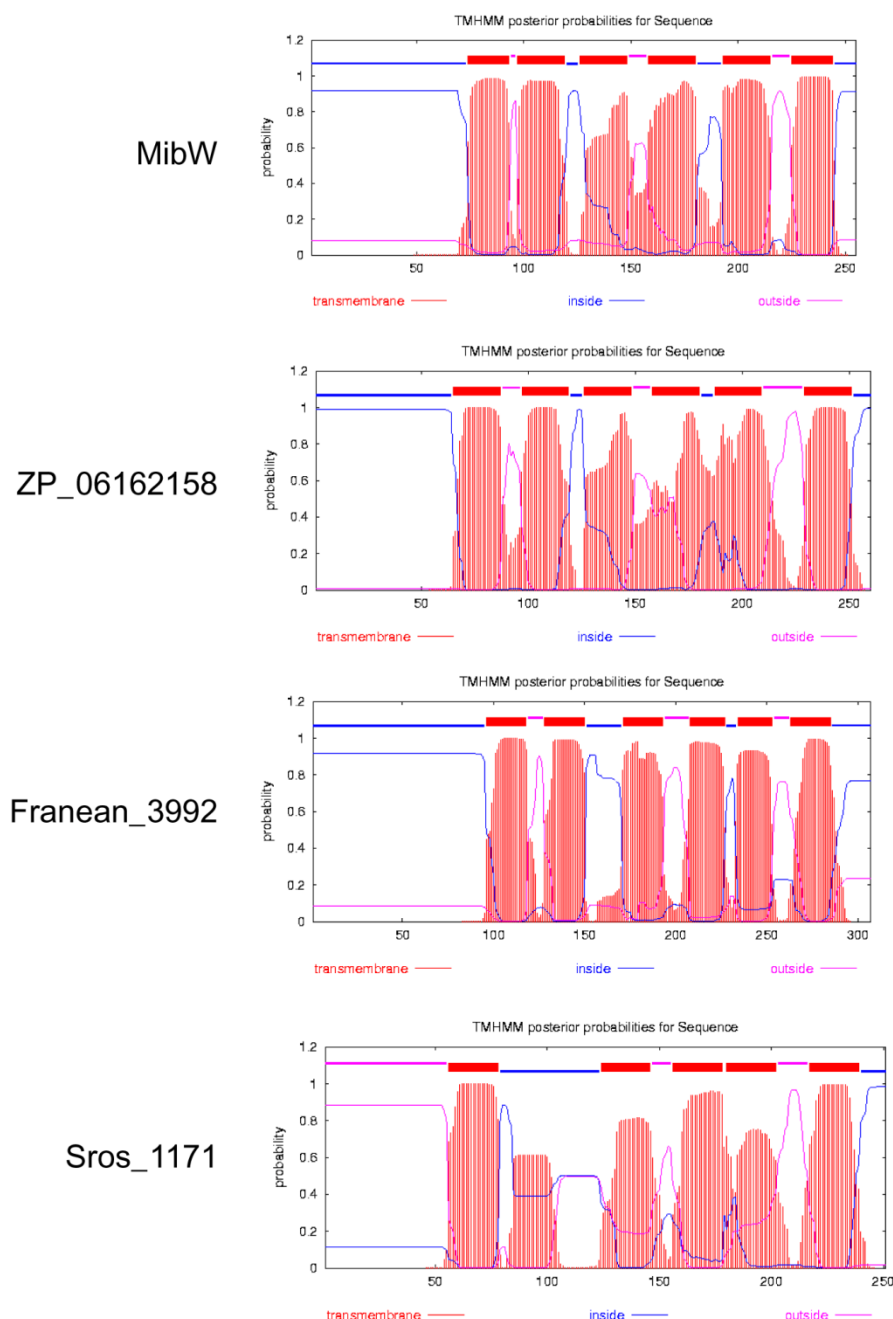 MibW
TMHMM posterior probabilities for Sequence
probability
1.2
1
0.8
0.6
0.4
0.2
0
50 100 150 200 250
transmembrane inside outside
ZP_06162158
TMHMM posterior probabilities for Sequence
probability
1.2
1
0.8
0.6
0.4
0.2
0
50 100 150 200 250
transmembrane inside outside
Franean_3992
TMHMM posterior probabilities for Sequence
probability
1.2
1
0.8
0.6
0.4
0.2
0
50 100 150 200 250 300
transmembrane inside outside
Sros_1171
TMHMM posterior probabilities for Sequence
probability
1.2
1
0.8
0.6
0.4
0.2
0
50 100 150 200 250
transmembrane inside outside